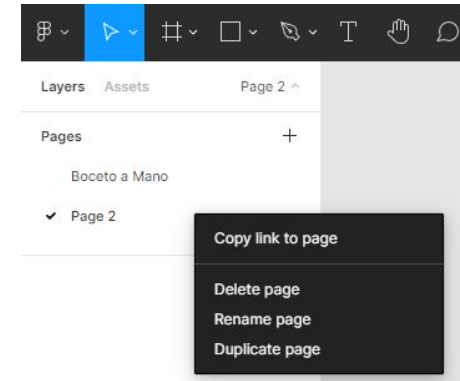 T
Layers Assets Page 2
Pages
Boceto a Mano
Page 2
Copy link to page
Delete page
Rename page
Duplicate page